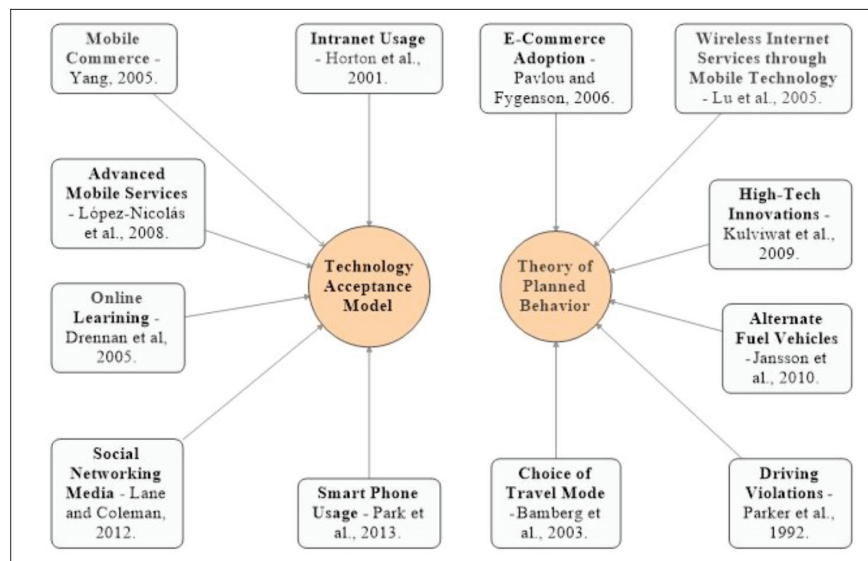 Mobile
Commerce -
Yang, 2005.
Intranet Usage
- Horton et al.,
2001.
E-Commerce
Adoption -
Pavlou and
Fygenson, 2006.
Wireless Internet
Services through
Mobile Technology
- Lu et al., 2005.
Advanced
Mobile Services
- López-Nicolás
et al., 2008.
High-Tech
Innovations -
Kulviwat et al.,
2009.
Technology
Acceptance
Model
Theory of
Planned
Behavior
Online
Learining -
Drennan et al,
2005.
Alternate
Fuel Vehicles
-Jansson et
al., 2010.
Social
Networking
Media - Lane
and Coleman,
2012.
Smart Phone
Usage - Park et
al., 2013.
Choice of
Travel Mode
-Bamberg et
al., 2003.
Driving
Violations -
Parker et al.,
1992.